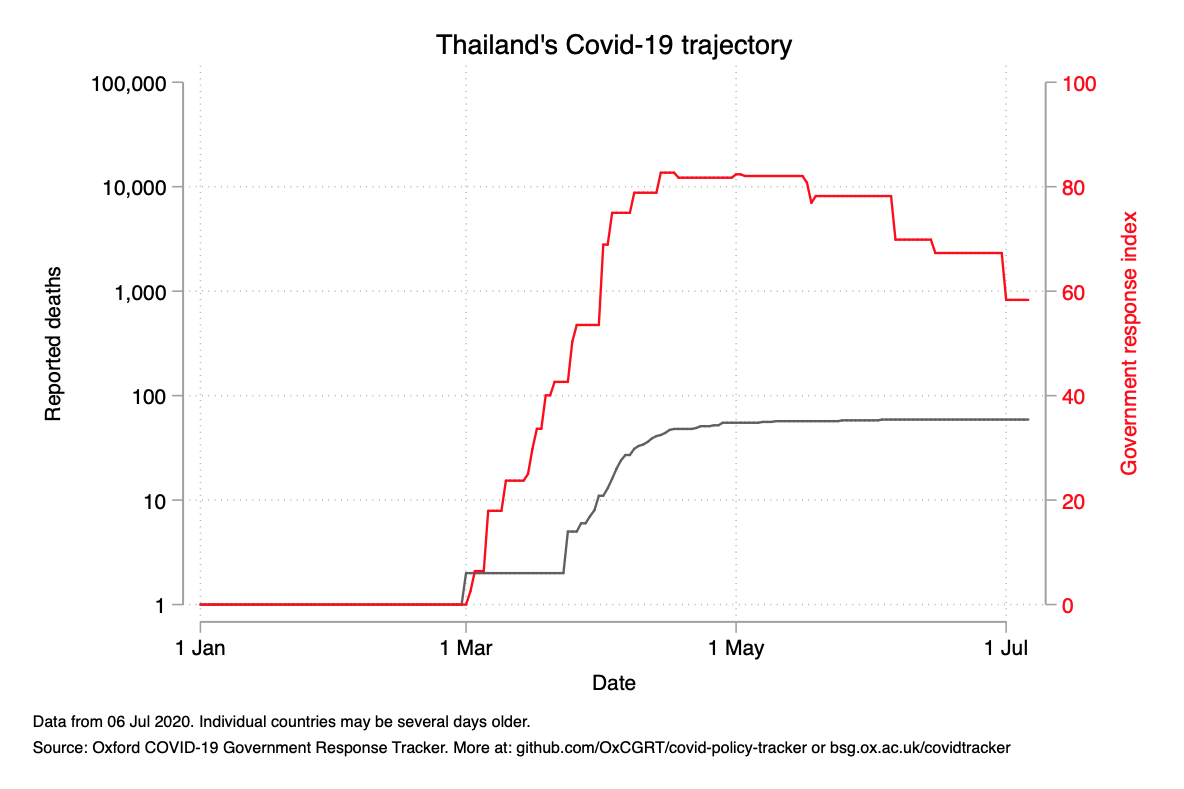 Thailand's Covid-19 trajectory
100,000
10,000
1,000
100
10
1
Reported deaths
100
80
60
40
20
0
Government response index
1 Jan
1 Mar
1 May
1 Jul
Date
Data from 06 Jul 2020. Individual countries may be several days older.
Source: Oxford COVID-19 Government Response Tracker. More at: github.com/OxCGRT/covid-policy-tracker or bsg.ox.ac.uk/covidtracker